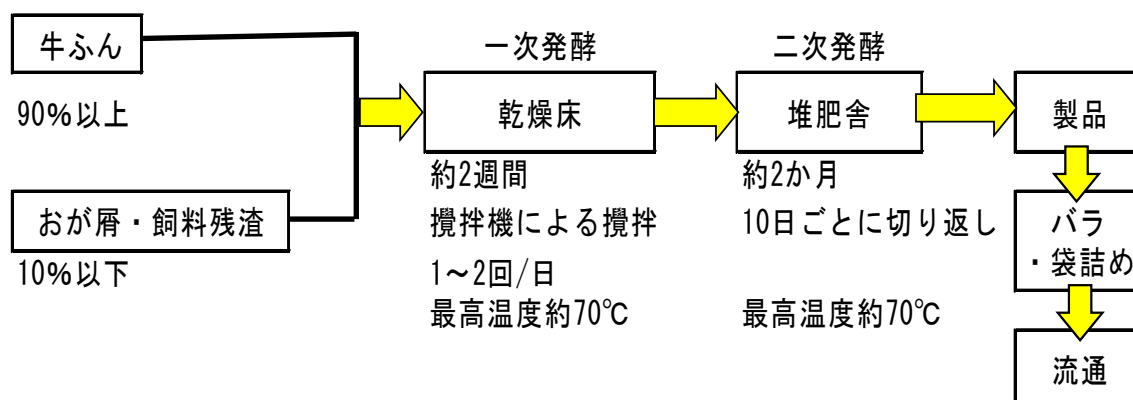 牛ふん
90%以上
おが屑・飼料残渣
10%以下
一次発酵
乾燥床
約2週間
攪拌機による攪拌
1～2回/日
最高温度約70℃
二次発酵
堆肥舎
約2か月
10日ごとに切り返し
最高温度約70℃
製品
バラ
・袋詰め
流通